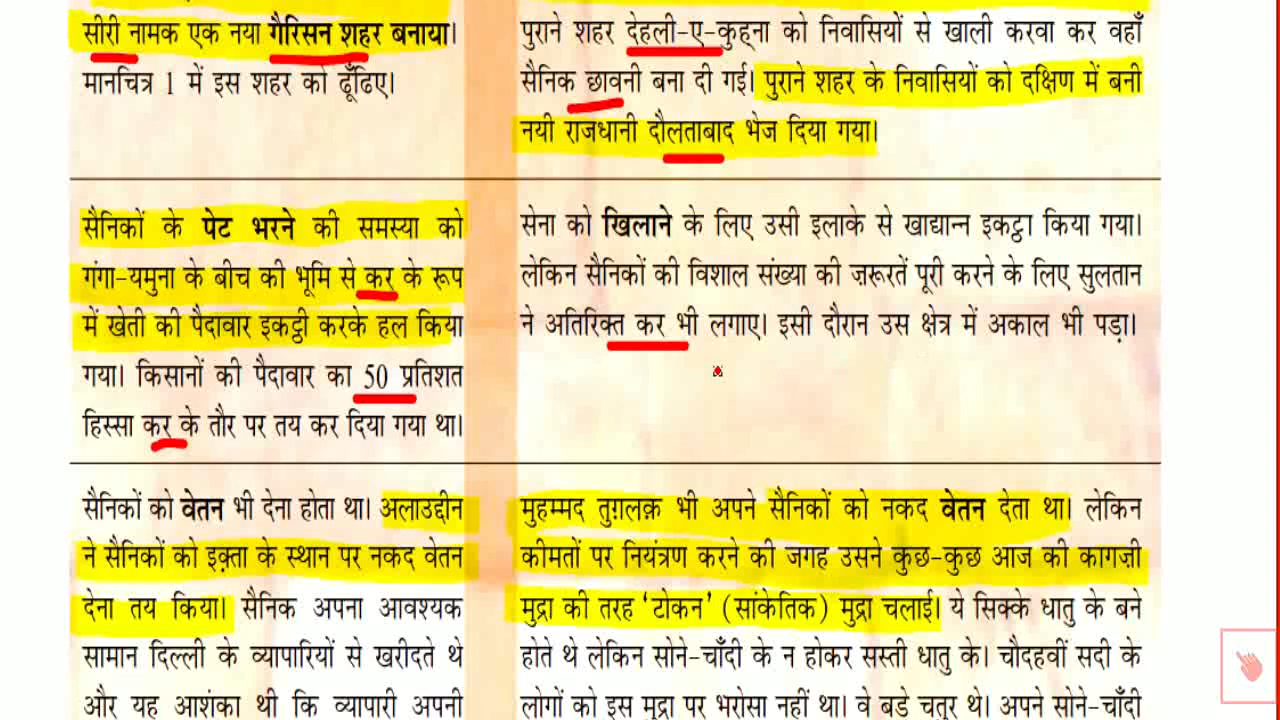 सीरी नामक एक नया गैरिसन शहर बनाया।
मानचित्र 1 में इस शहर को ढूँढिए।
पुराने शहर देहली-ए-कुह्ना को निवासियों से खाली करवा कर वहाँ
सैनिक छावनी बना दी गई। पुराने शहर के निवासियों को दक्षिण में बनी
नयी राजधानी दौलताबाद भेज दिया गया।
सैनिकों के पेट भरने की समस्या को
गंगा-यमुना के बीच की भूमि से कर के रूप
में खेती की पैदावार इकट्ठी करके हल किया
गया। किसानों की पैदावार का 50 प्रतिशत
हिस्सा कर के तौर पर तय कर दिया गया था।
सेना को खिलाने के लिए उसी इलाके से खाद्यान्न इकट्ठा किया गया।
लेकिन सैनिकों की विशाल संख्या की ज़रूरतें पूरी करने के लिए सुलतान
ने अतिरिक्त कर भी लगाए। इसी दौरान उस क्षेत्र में अकाल भी पड़ा।
सैनिकों को वेतन भी देना होता था। अलाउद्दीन
ने सैनिकों को इक़्ता के स्थान पर नकद वेतन
देना तय किया। सैनिक अपना आवश्यक
सामान दिल्ली के व्यापारियों से खरीदते थे
और यह आशंका थी कि व्यापारी अपनी
मुहम्मद तुग़लक़ भी अपने सैनिकों को नकद वेतन देता था। लेकिन
कीमतों पर नियंत्रण करने की जगह उसने कुछ-कुछ आज की कागज़ी
मुद्रा की तरह 'टोकन' (सांकेतिक) मुद्रा चलाई। ये सिक्के धातु के बने
होते थे लेकिन सोने-चाँदी के न होकर सस्ती धातु के। चौदहवीं सदी के
लोगों को इस मुद्रा पर भरोसा नहीं था। वे बडे चतुर थे। अपने सोने-चाँदी